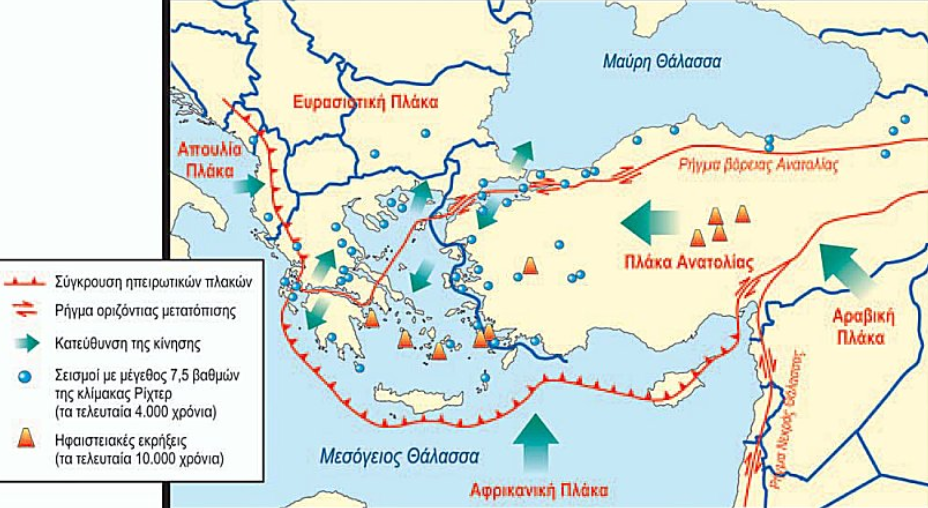 Μαύρη Θάλασσα
Ευρασιατική Πλάκα
Απουλία
Πλάκα
Ρήγμα βόρειας Ανατολίας
Πλάκα Ανατολίας
Αραβική
Πλάκα
Σύγκρουση ηπειρωτικών πλακών
Ρήγμα οριζόντιας μετατόπισης
Κατεύθυνση της κίνησης
Σεισμοί με μέγεθος 7,5 βαθμών
της κλίμακας Ρίχτερ
(τα τελευταία 4.000 χρόνια)
Ηφαιστειακές εκρήξεις
(τα τελευταία 10.000 χρόνια)
Ρήγμα Νεκράς Θάλασσας
Μεσόγειος Θάλασσα
Αφρικανική Πλάκα